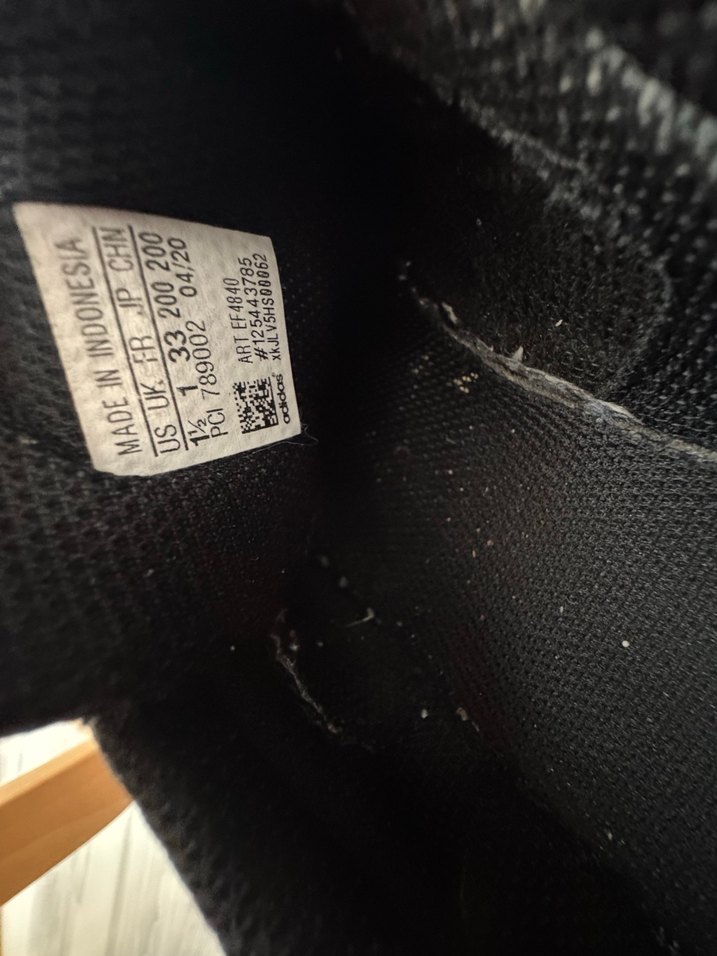 MADE IN INDONESIA
US UK FR JP CHN
1½ 1 33 200 200
PCI 789002 04/20
ART EF4840
#125443785
XKJLV5HS00062
adidas